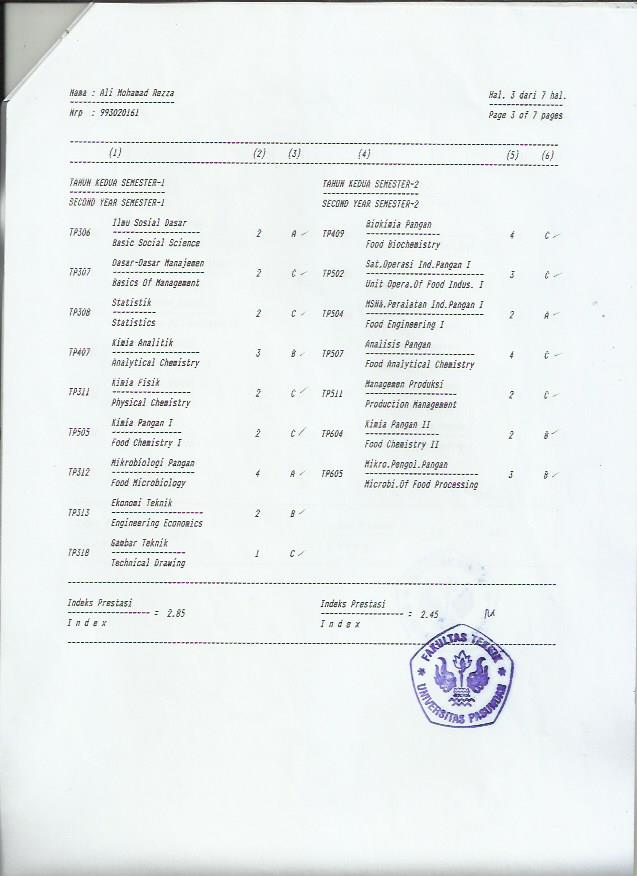 Nama : Ali Mohamad Rezza
Nrp : 993020161
Hal. 3 dari 7 hal.
Page 3 of 7 pages
(1) (2) (3) (4) (5) (6)
TAHUN KEDUA SEMESTER-1
SECOND YEAR SEMESTER-1
Ilmu Sosial Dasar
TP306 2 A
Basic Social Science
Dasar-Dasar Manajemen
TP307 2 C
Basics Of Management
Statistik
TP308 2 C
Statistics
Kimia Analitik
TP407 3 B
Analytical Chemistry
Kimia Fisik
TP311 2 C
Physical Chemistry
Kimia Pangan I
TP505 2 C
Food Chemistry I
Mikrobiologi Pangan
TP312 4 A
Food Microbiology
Ekonomi Teknik
TP313 2 B
Engineering Economics
Gambar Teknik
TP318 1 C
Technical Drawing
Indeks Prestasi
= 2.85
I n d e x
TAHUN KEDUA SEMESTER-2
SECOND YEAR SEMESTER-2
Biokimia Pangan
TP409 4 C
Food Biochemistry
Sat.Operasi Ind.Pangan I
TP502 3 C
Unit Opera.Of Food Indus. I
TP504 2 A
Food Engineering I
Analisis Pangan
TP507 4 C
Food Analytical Chemistry
Managemen Produksi
TP511 2 C
Production Management
Kimia Pangan II
TP604 2 B
Food Chemistry II
Mikro.Pengol.Pangan
TP605 3 B
Microbi.Of Food Processing
Indeks Prestasi
= 2.45
I n d e x
FAKULTAS TEKNIK
UNIVERSITAS PASUNDAN